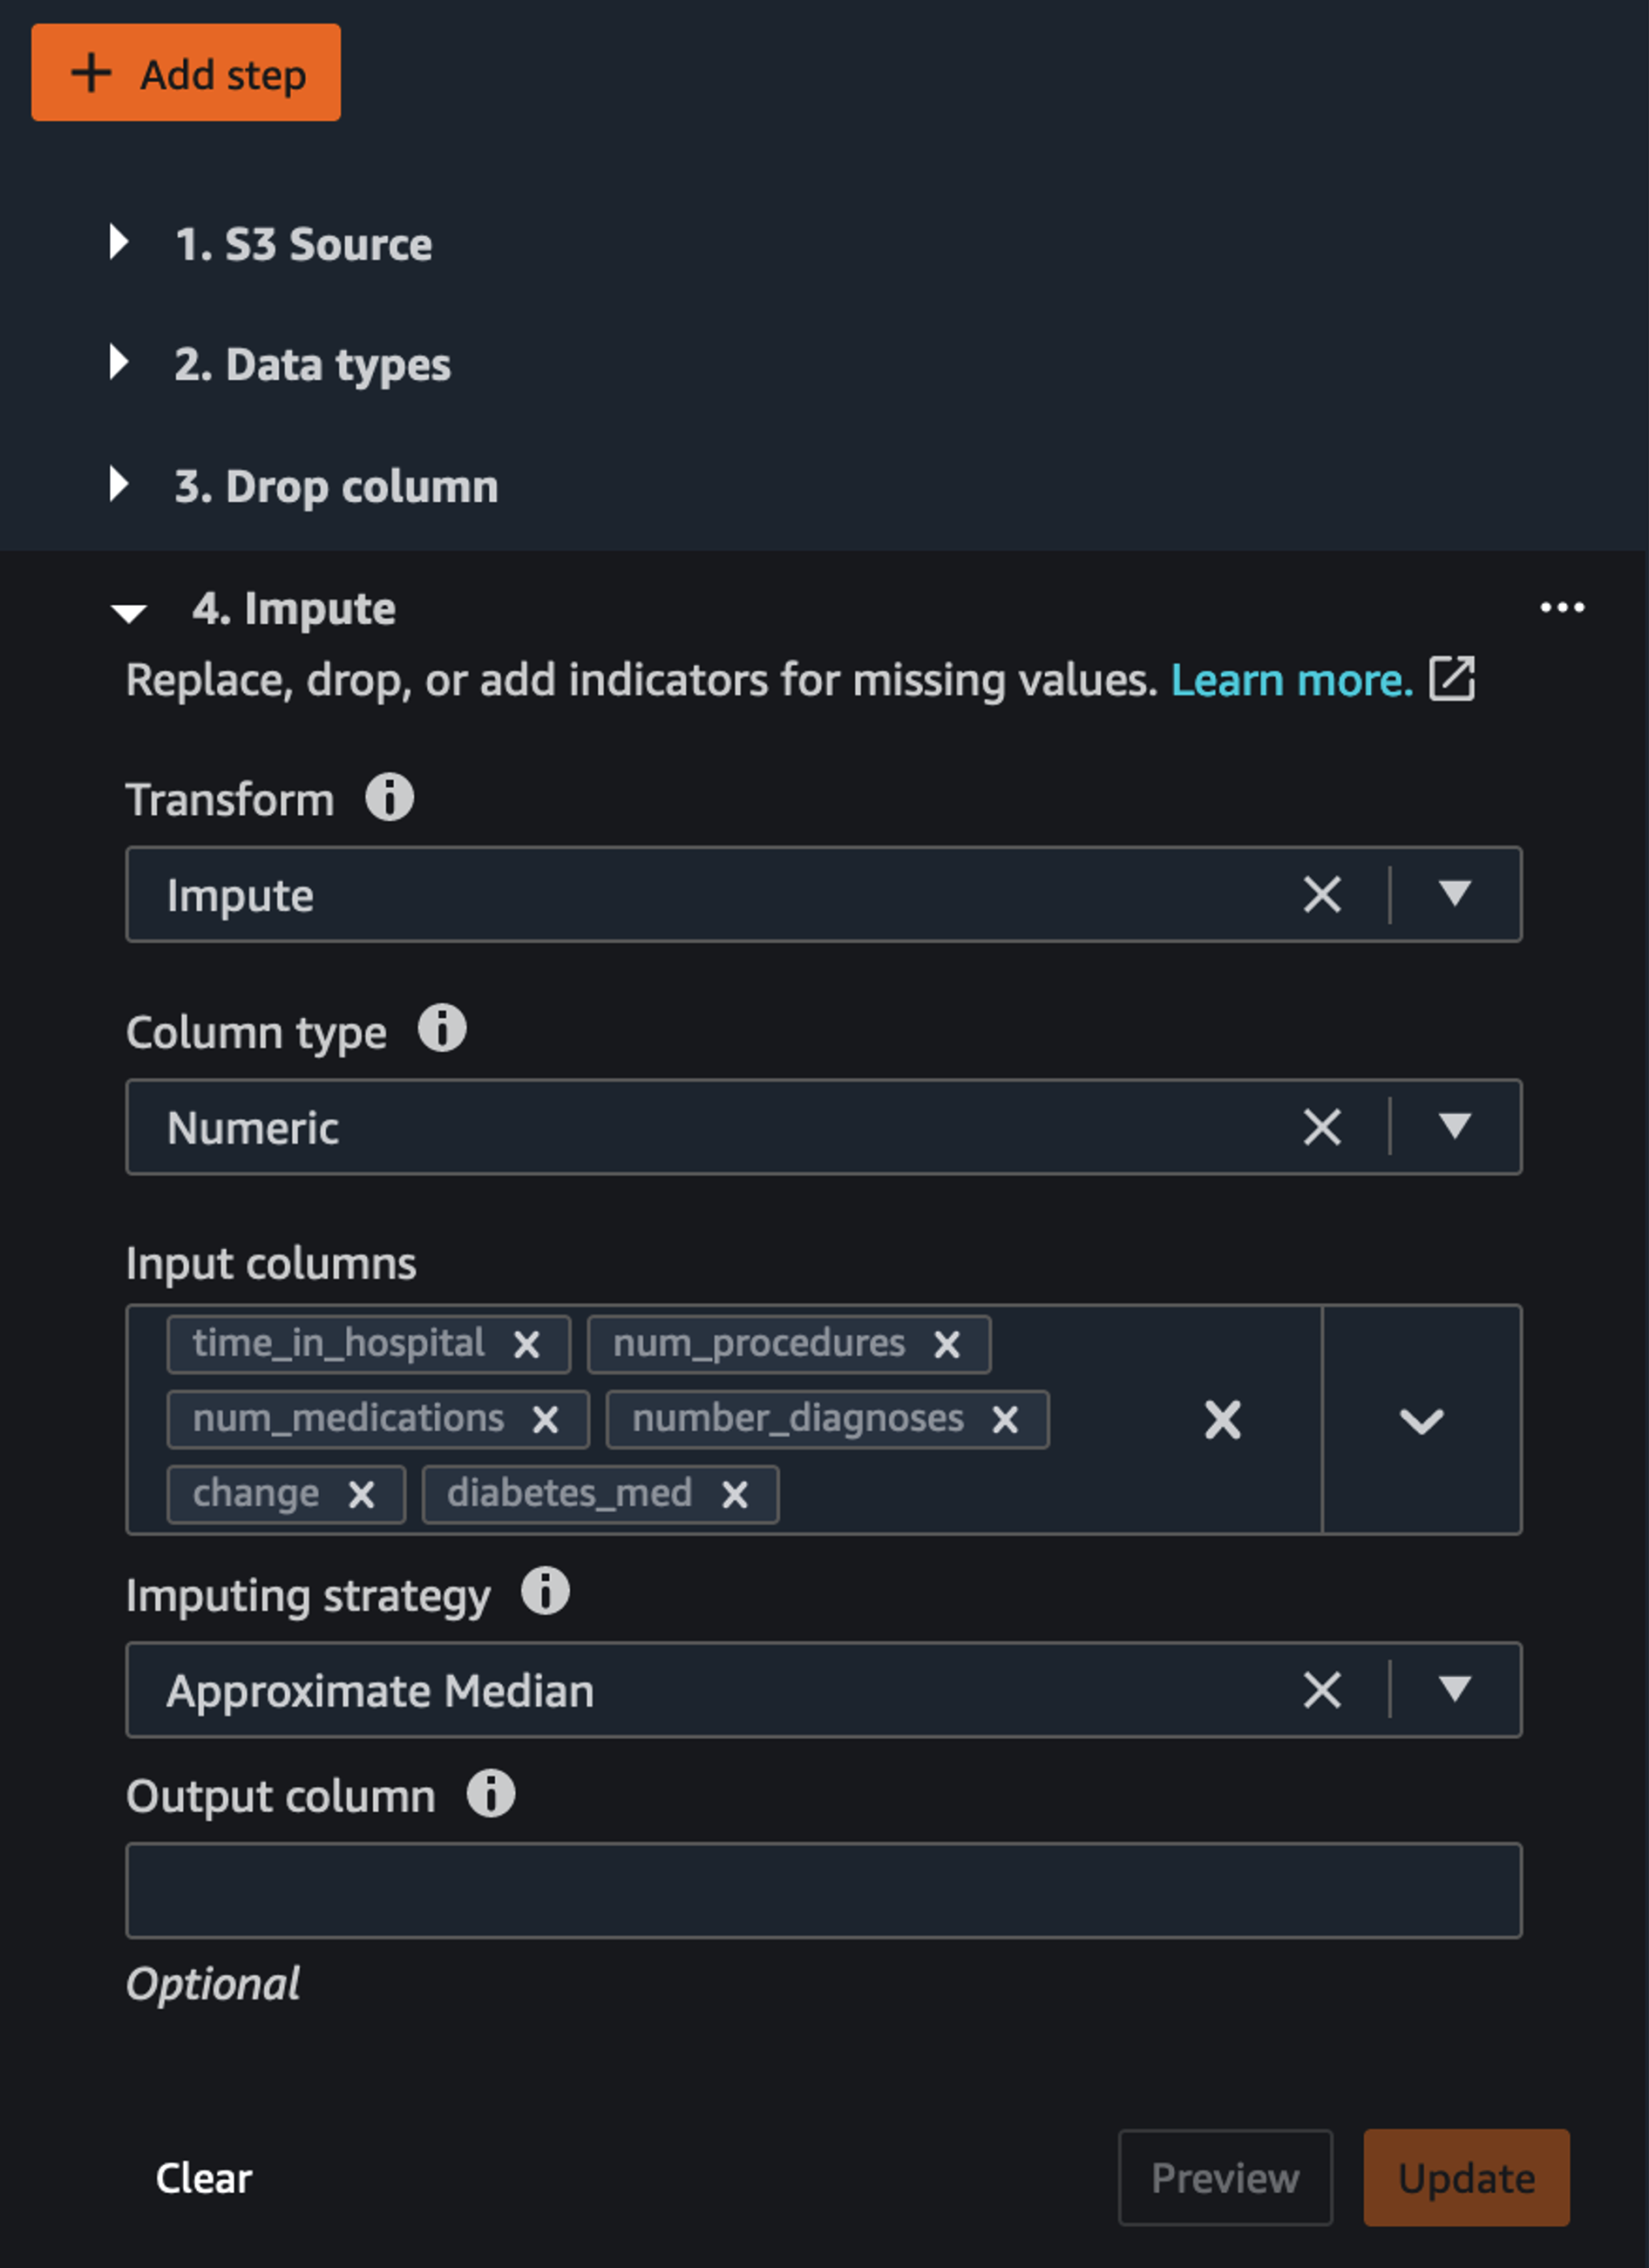 + Add step
1. S3 Source
2. Data types
3. Drop column
4. Impute
Replace, drop, or add indicators for missing values. Learn more.
Transform
Impute
Column type
Numeric
Input columns
time_in_hospital num_procedures
num_medications number_diagnoses
change diabetes_med
Imputing strategy
Approximate Median
Output column
Optional
Clear Preview Update